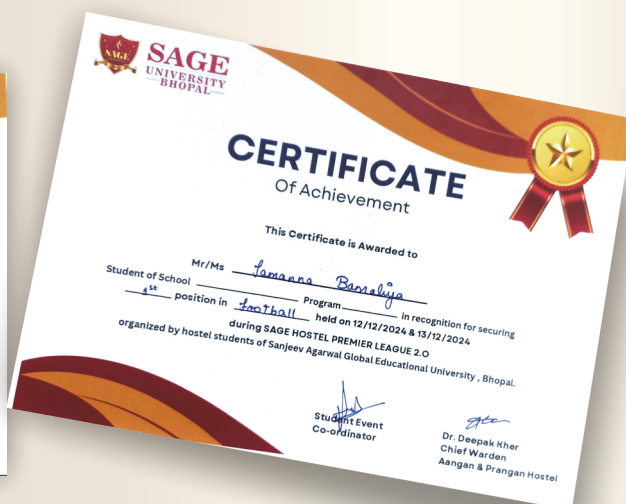 SAGE
SAGE
UNIVERSITY
BHOPAL
CERTIFICATE
Of Achievement
This Certificate is Awarded to
Mr/Ms Tamanna Bansaliya
Student of School Program in recognition for securing
1st position in football held on 12/12/2024 & 13/12/2024
during SAGE HOSTEL PREMIER LEAGUE 2.O
organized by hostel students of Sanjeev Agarwal Global Educational University , Bhopal.
Student Event
Co-ordinator
Dr. Deepak Kher
Chief Warden
Aangan & Prangan Hostel